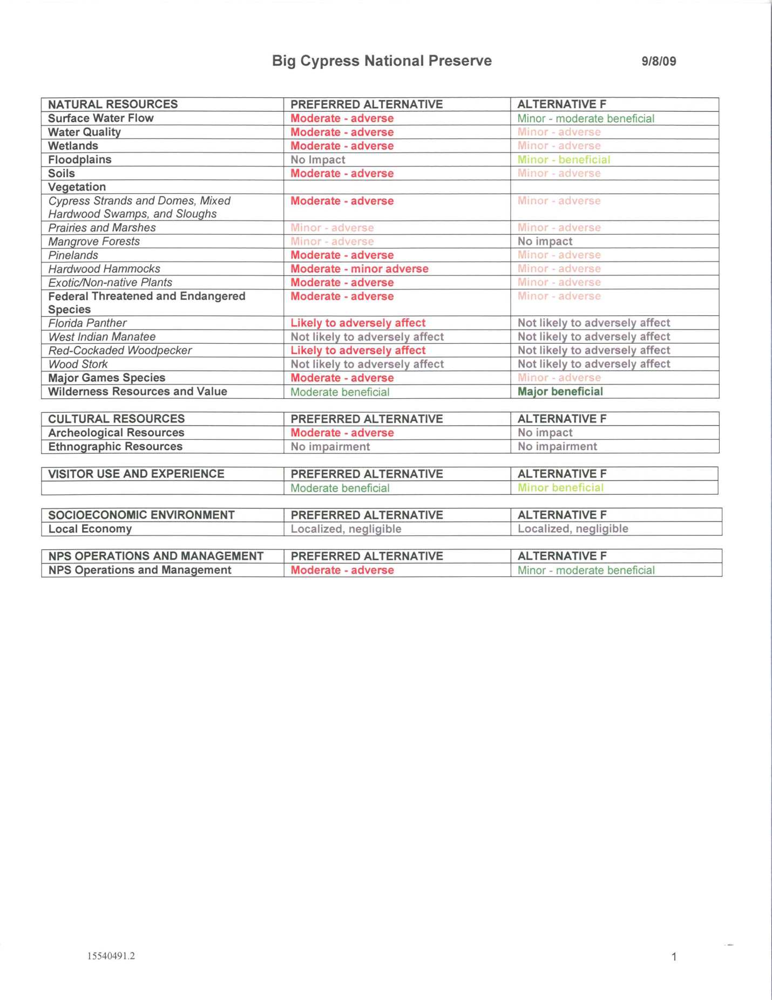 Big Cypress National Preserve 9/8/09
NATURAL RESOURCES PREFERRED ALTERNATIVE ALTERNATIVE F
Surface Water Flow Moderate - adverse Minor - moderate beneficial
Water Quality Moderate - adverse Minor - adverse
Wetlands Moderate - adverse Minor - adverse
Floodplains No Impact Minor - beneficial
Soils Moderate - adverse Minor - adverse
Vegetation
Cypress Strands and Domes, Mixed Moderate - adverse Minor - adverse
Hardwood Swamps, and Sloughs
Prairies and Marshes Minor - adverse Minor - adverse
Mangrove Forests Minor - adverse No impact
Pinelands Moderate - adverse Minor - adverse
Hardwood Hammocks Moderate - minor adverse Minor - adverse
Exotic/Non-native Plants Moderate - adverse Minor - adverse
Federal Threatened and Endangered Moderate - adverse Minor - adverse
Species
Florida Panther Likely to adversely affect Not likely to adversely affect
West Indian Manatee Not likely to adversely affect Not likely to adversely affect
Red-Cockaded Woodpecker Likely to adversely affect Not likely to adversely affect
Wood Stork Not likely to adversely affect Not likely to adversely affect
Major Games Species Moderate - adverse Minor - adverse
Wilderness Resources and Value Moderate beneficial Major beneficial
CULTURAL RESOURCES PREFERRED ALTERNATIVE ALTERNATIVE F
Archeological Resources Moderate - adverse No impact
Ethnographic Resources No impairment No impairment
VISITOR USE AND EXPERIENCE PREFERRED ALTERNATIVE ALTERNATIVE F
Moderate beneficial Minor beneficial
SOCIOECONOMIC ENVIRONMENT PREFERRED ALTERNATIVE ALTERNATIVE F
Local Economy Localized, negligible Localized, negligible
NPS OPERATIONS AND MANAGEMENT PREFERRED ALTERNATIVE ALTERNATIVE F
NPS Operations and Management Moderate - adverse Minor - moderate beneficial
15540491.2 1